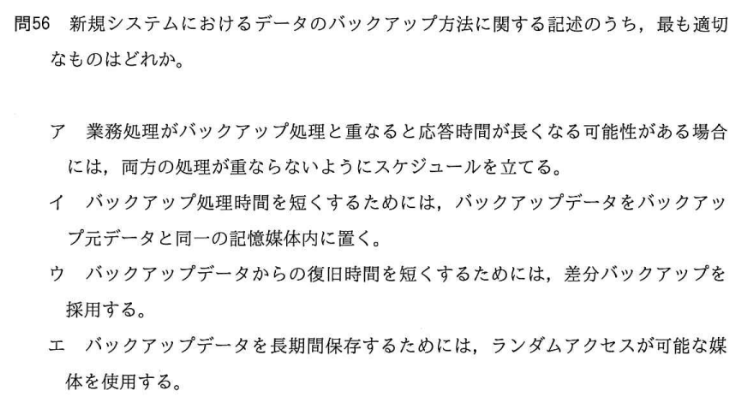 問56 新規システムにおけるデータのバックアップ方法に関する記述のうち，最も適切
なものはどれか。
ア 業務処理がバックアップ処理と重なると応答時間が長くなる可能性がある場合
には，両方の処理が重ならないようにスケジュールを立てる。
イ バックアップ処理時間を短くするためには，バックアップデータをバックアッ
プ元データと同一の記憶媒体内に置く。
ウ バックアップデータからの復旧時間を短くするためには，差分バックアップを
採用する。
エ バックアップデータを長期間保存するためには，ランダムアクセスが可能な媒
体を使用する。